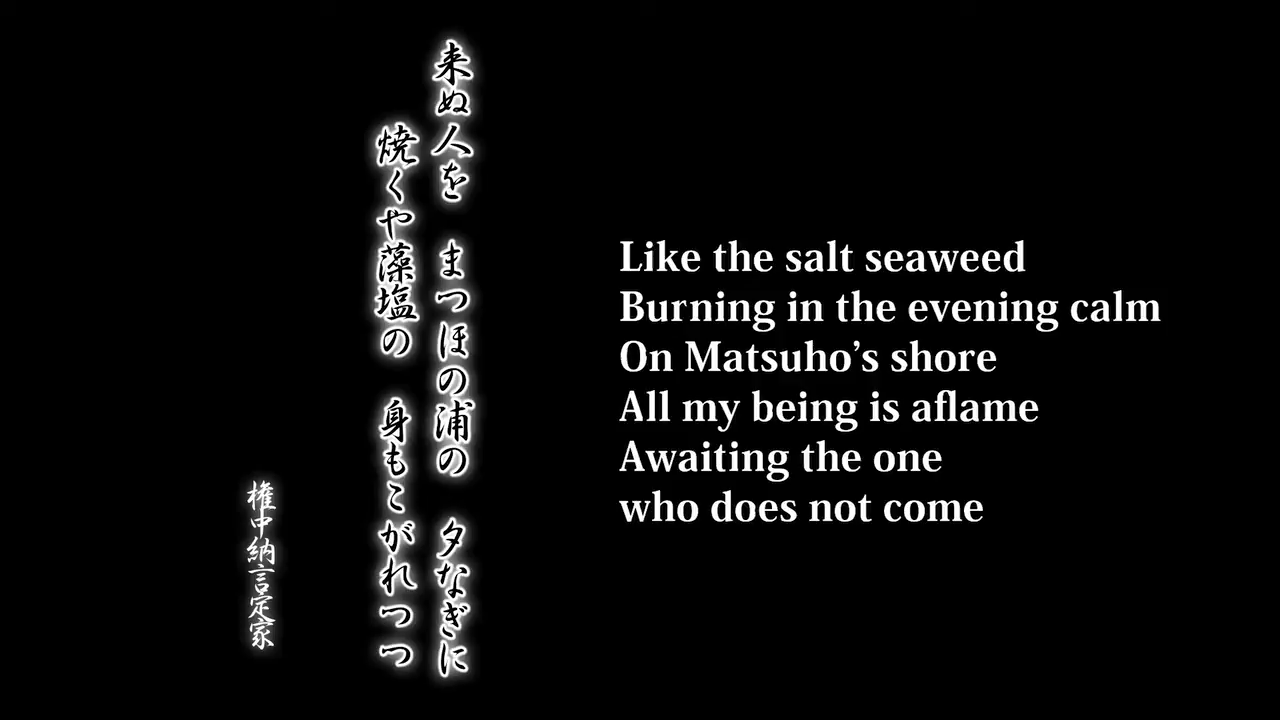 来ぬ人を まつほの浦の 夕なぎに
焼くや藻塩の 身もこがれつつ
権中納言定家
Like the salt seaweed
Burning in the evening calm
On Matsuho’s shore
All my being is aflame
Awaiting the one
who does not come